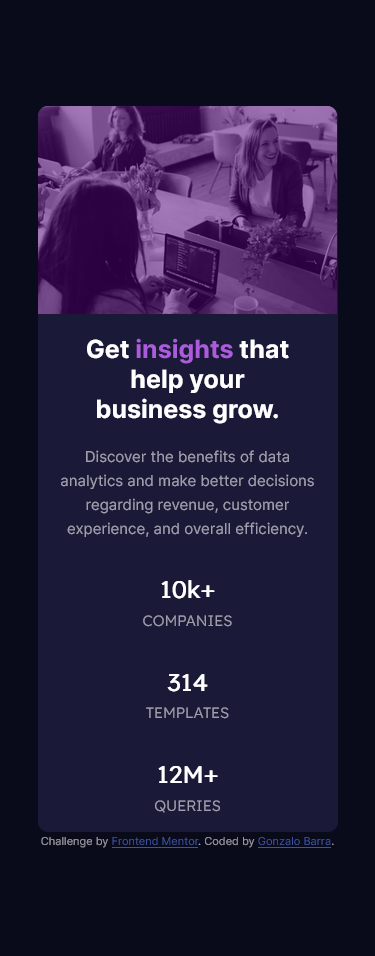 Get insights that
help your
business grow.
Discover the benefits of data
analytics and make better decisions
regarding revenue, customer
experience, and overall efficiency.
10k+
COMPANIES
314
TEMPLATES
12M+
QUERIES
Challenge by Frontend Mentor. Coded by Gonzalo Barra.